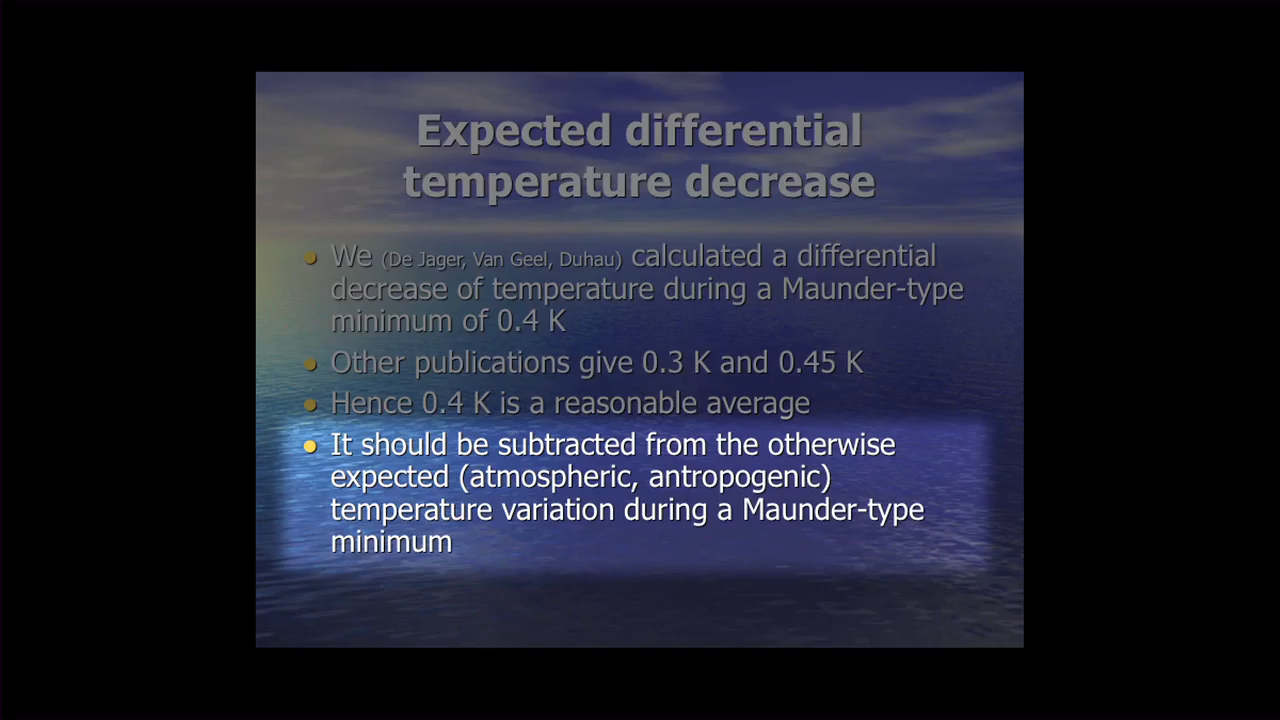 Expected differential
temperature decrease
• We (De Jager, Van Geel, Duhau) calculated a differential
decrease of temperature during a Maunder-type
minimum of 0.4 K
• Other publications give 0.3 K and 0.45 K
• Hence 0.4 K is a reasonable average
• It should be subtracted from the otherwise
expected (atmospheric, antropogenic)
temperature variation during a Maunder-type
minimum